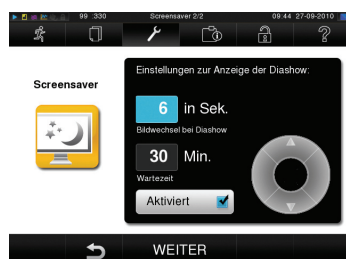 99 :330 Screensaver 2/2 09:44 27-09-2010
Screensaver
Einstellungen zur Anzeige der Diashow:
6 in Sek.
Bildwechsel bei Diashow
30 Min.
Wartezeit
Aktiviert
WEITER